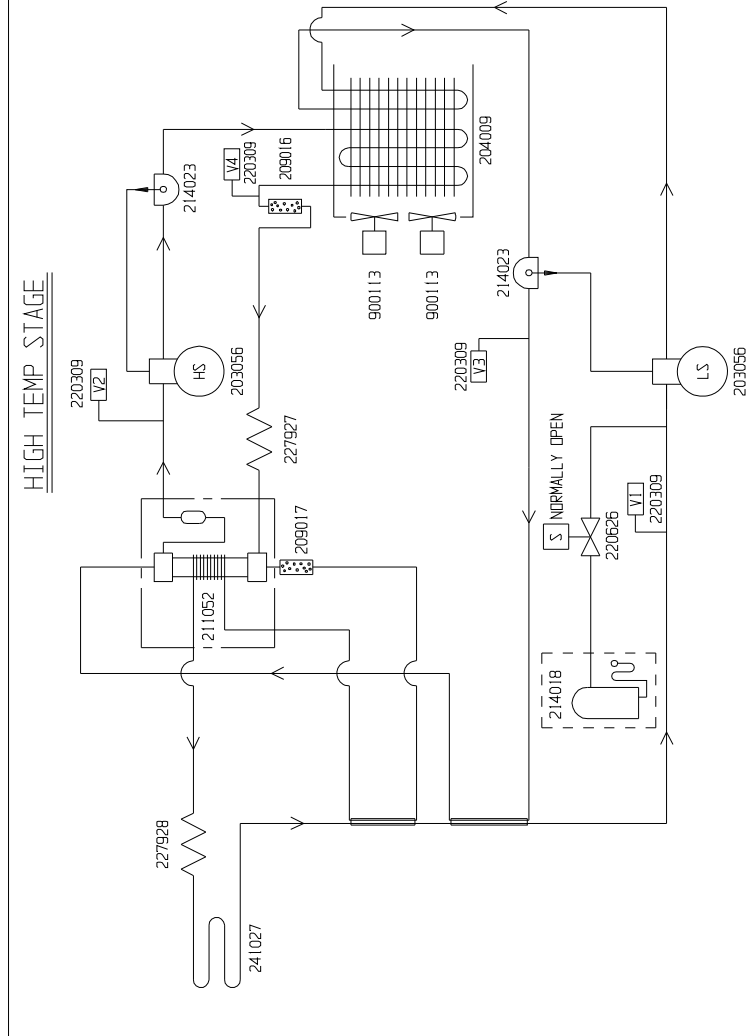 HIGH TEMP STAGE
220309
V2
214023
227928
203056
HS
211052
V4
220309
241027
227927
209017
209016
900113
900113
220309
V3
214023
204009
214018
S NORMALLY OPEN
220626
V1
220309
LS
203056